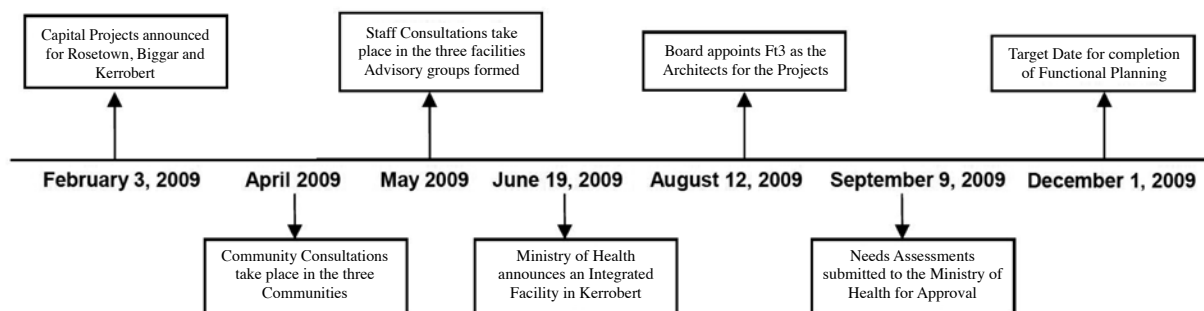 Capital Projects announced
for Rosetown, Biggar and
Kerrobert
Staff Consultations take
place in the three facilities
Advisory groups formed
Board appoints Ft3 as the
Architects for the Projects
Target Date for completion
of Functional Planning
February 3, 2009
April 2009
May 2009
June 19, 2009
August 12, 2009
September 9, 2009
December 1, 2009
Community Consultations
take place in the three
Communities
Ministry of Health
announces an Integrated
Facility in Kerrobert
Needs Assessments
submitted to the Ministry of
Health for Approval